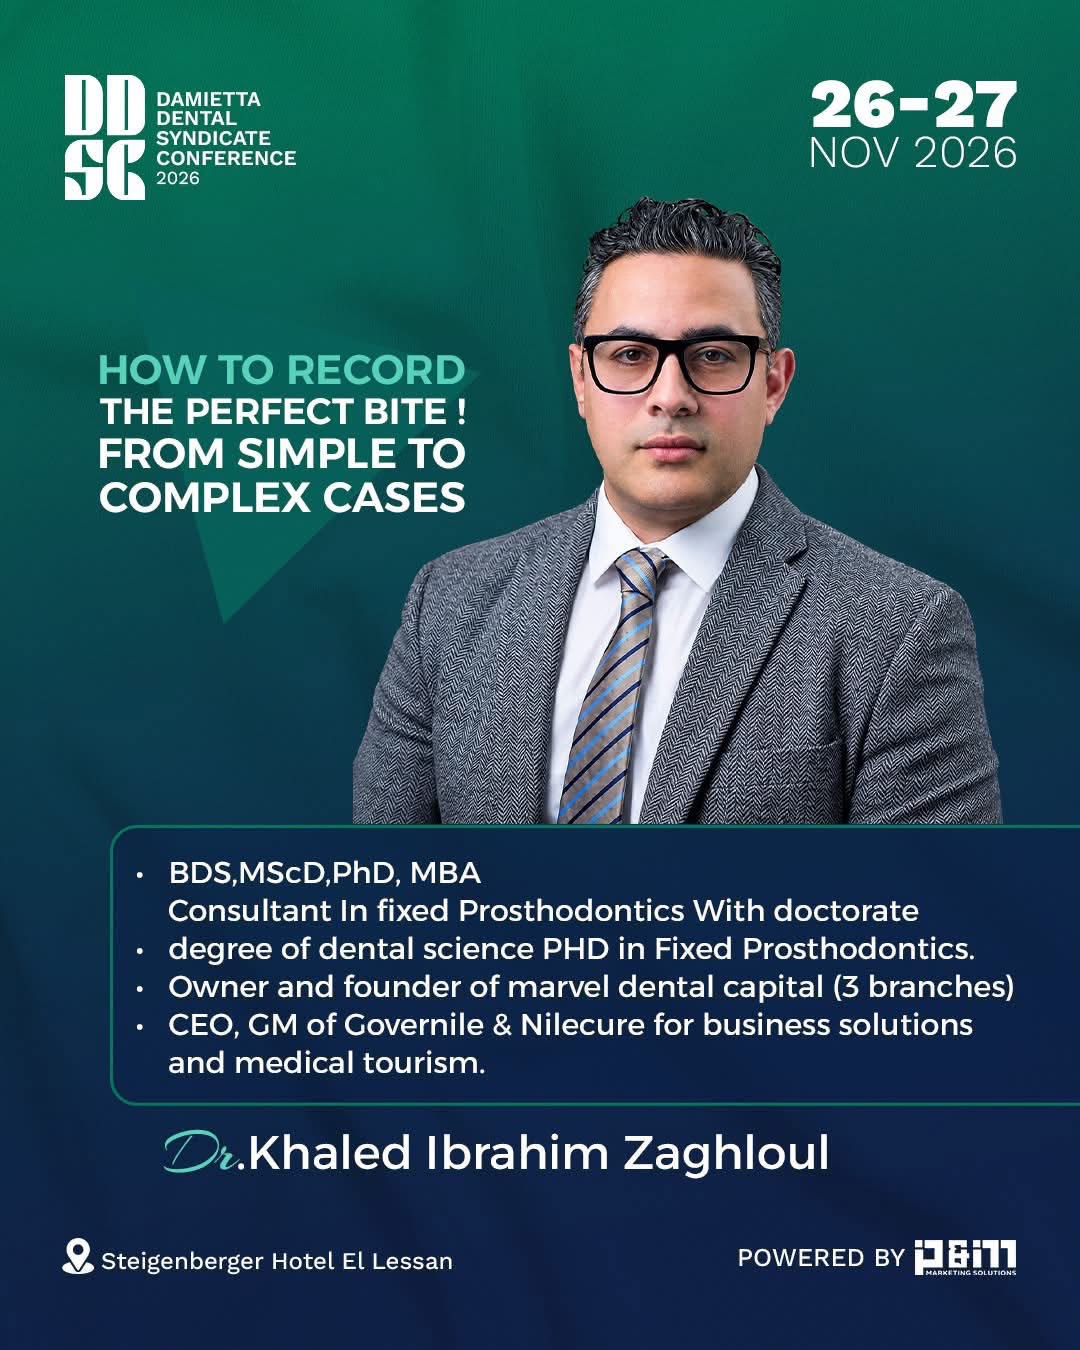 DDSC
DAMIETTA
DENTAL
SYNDICATE
CONFERENCE
2026
26-27
NOV 2026
HOW TO RECORD
THE PERFECT BITE !
FROM SIMPLE TO
COMPLEX CASES
• BDS,MScD,PhD, MBA
Consultant In fixed Prosthodontics With doctorate
• degree of dental science PHD in Fixed Prosthodontics.
• Owner and founder of marvel dental capital (3 branches)
• CEO, GM of Governile & Nilecure for business solutions
and medical tourism.
Dr.Khaled Ibrahim Zaghloul
Steigenberger Hotel El Lessan
POWERED BY P&M
MARKETING SOLUTIONS